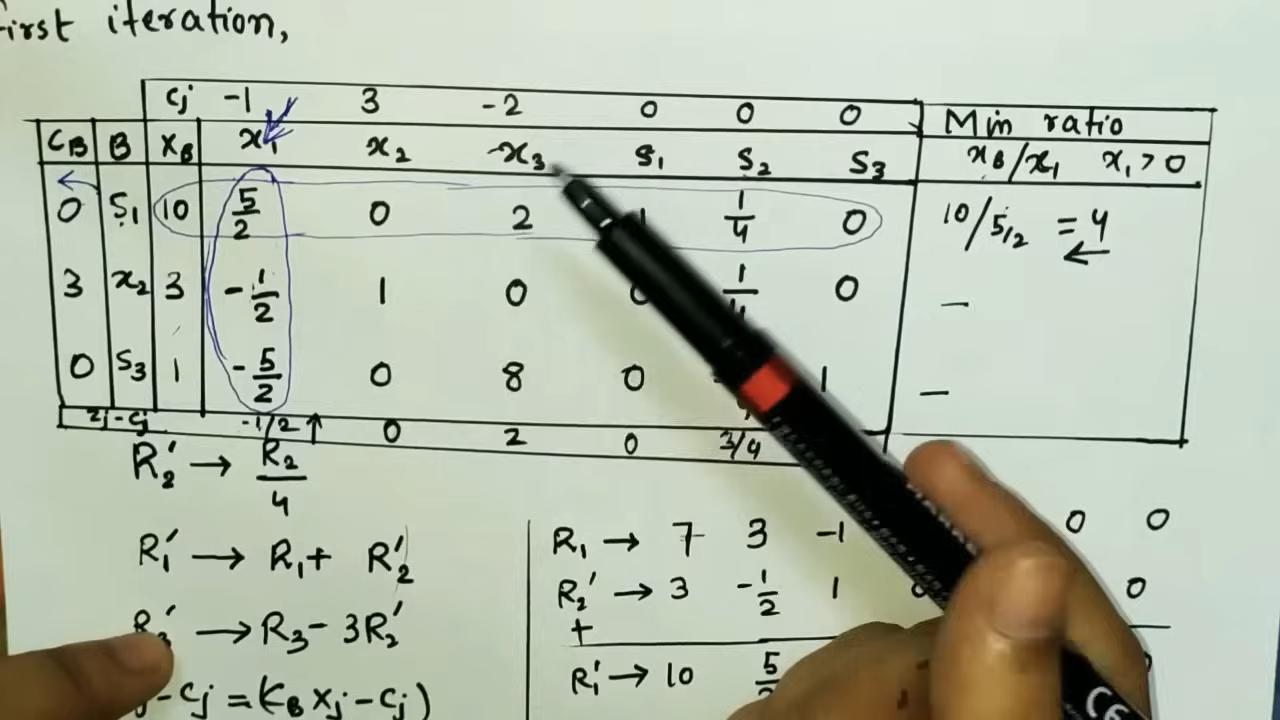 First iteration,
Cj -1 3 -2 0 0 0 Min ratio
CB B XB x1 x2 x3 S1 S2 S3 xB/x1 x1 > 0
0 S1 10 5/2 0 2 1/4 0 10/5/2 = 4
3 x2 3 -1/2 1 0 0 0 –
0 S3 1 -5/2 0 8 0 1 –
zj-cj -1/2 ↑ 0 2 0 3/4
R2' → R2/4
R1' → R1 + R2'
R3' → R3 - 3R2'
-Cj = (CB Xj - Cj)
R1 → 7 3 -1 0 0
R2' → 3 -1/2 1 0
+
R1' → 10